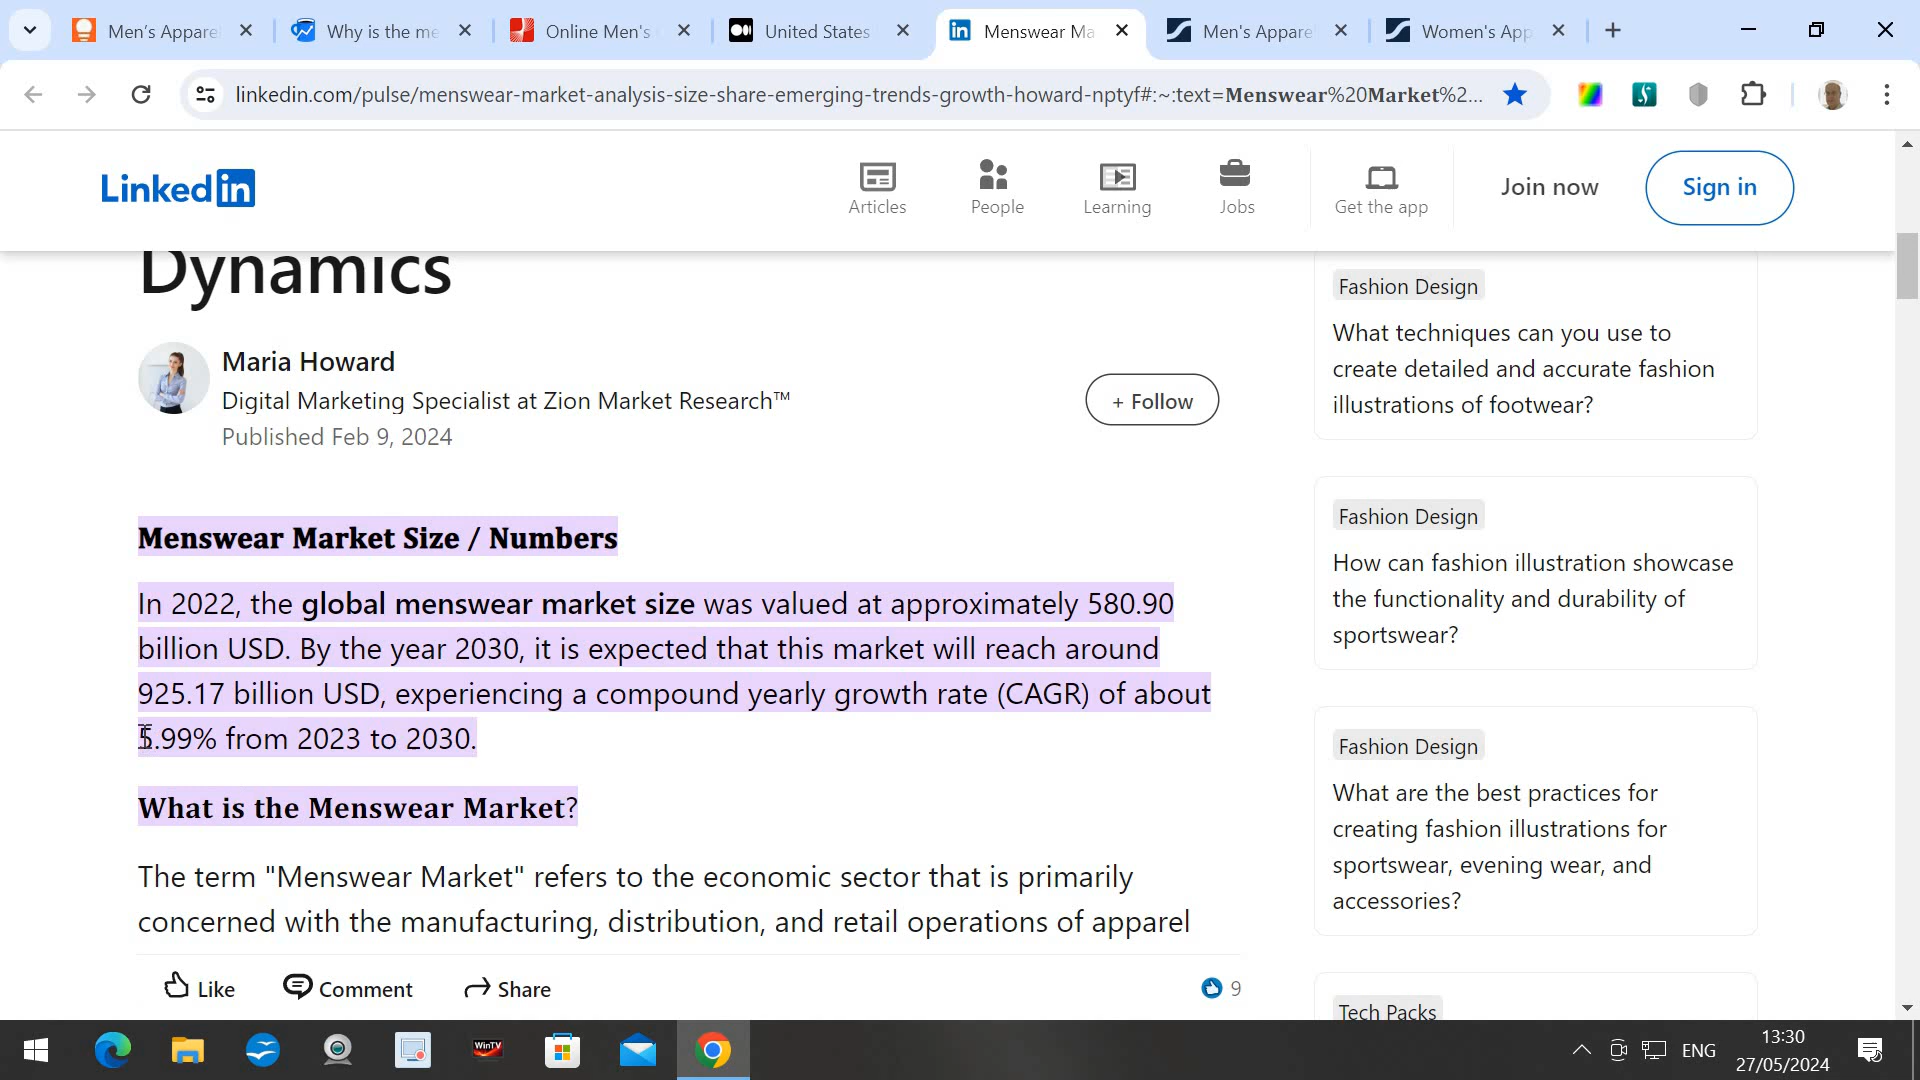 Men's Appare
Why is the me
Online Men's
United States
Menswear Ma
Men's Appare
Women's App
linkedin.com/pulse/menswear-market-analysis-size-share-emerging-trends-growth-howard-nptyf#:~:text=Menswear%20Market%2...
Linked in
Articles
People
Learning
Jobs
Get the app
Join now
Sign in
Dynamics
Maria Howard
Digital Marketing Specialist at Zion Market Research™
Published Feb 9, 2024
+ Follow
Menswear Market Size / Numbers
In 2022, the global menswear market size was valued at approximately 580.90
billion USD. By the year 2030, it is expected that this market will reach around
925.17 billion USD, experiencing a compound yearly growth rate (CAGR) of about
5.99% from 2023 to 2030.
What is the Menswear Market?
The term "Menswear Market" refers to the economic sector that is primarily
concerned with the manufacturing, distribution, and retail operations of apparel
Like
Comment
Share
9
Fashion Design
What techniques can you use to
create detailed and accurate fashion
illustrations of footwear?
Fashion Design
How can fashion illustration showcase
the functionality and durability of
sportswear?
Fashion Design
What are the best practices for
creating fashion illustrations for
sportswear, evening wear, and
accessories?
Tech Packs
WinTV
ENG
13:30
27/05/2024